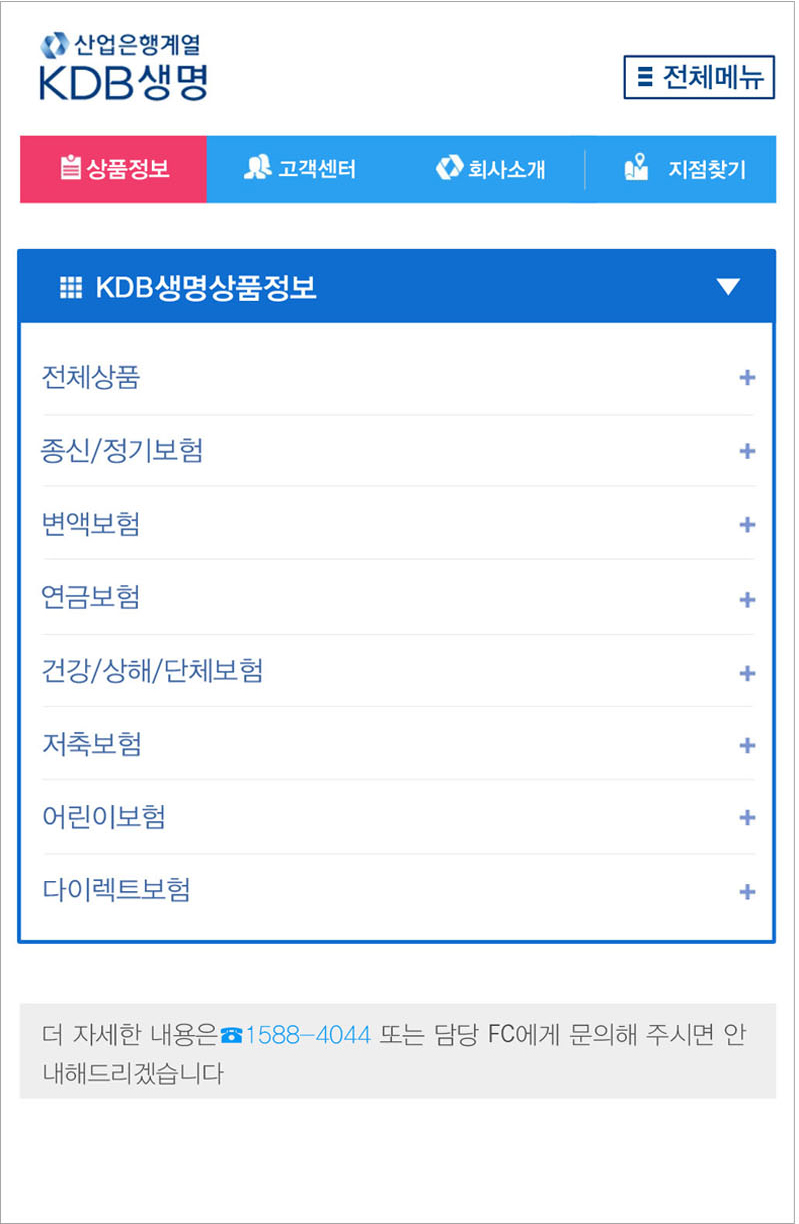 산업은행계열
KDB생명
전체메뉴
상품정보 고객센터 회사소개 지점찾기
KDB생명상품정보
전체상품
종신/정기보험
변액보험
연금보험
건강/상해/단체보험
저축보험
어린이보험
다이렉트보험
더 자세한 내용은☎1588-4044 또는 담당 FC에게 문의해 주시면 안
내해드리겠습니다